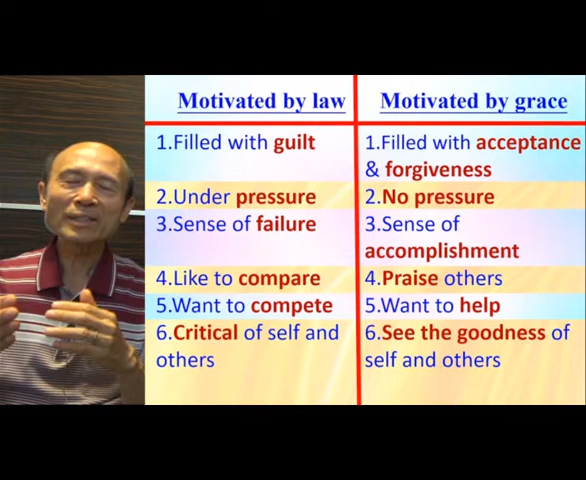 Motivated by law
1.Filled with guilt
2.Under pressure
3.Sense of failure
4.Like to compare
5.Want to compete
6.Critical of self and
others
Motivated by grace
1.Filled with acceptance
& forgiveness
2.No pressure
3.Sense of
accomplishment
4.Praise others
5.Want to help
6.See the goodness of
self and others